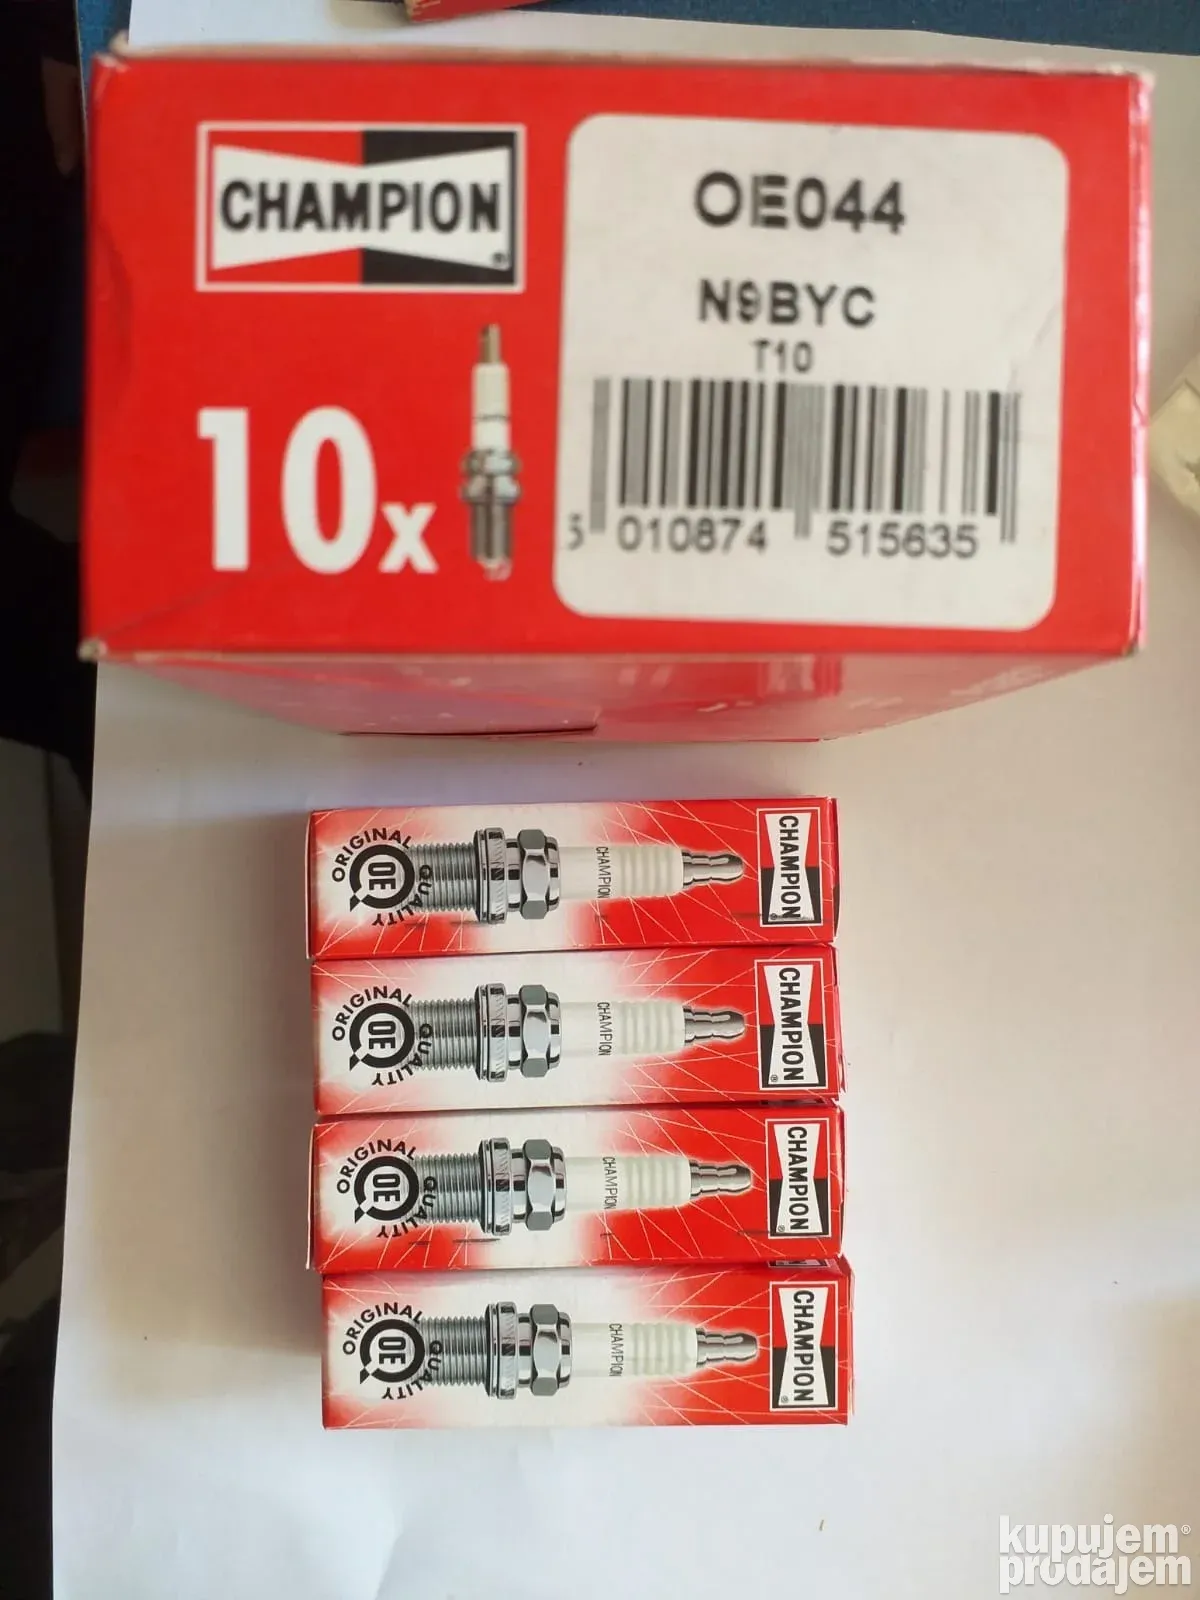 CHAMPION
10x
OE044
N9BYC
T10
5 010874 515635
ORIGINAL QUALITY
OE
CHAMPION
CHAMPION
ORIGINAL QUALITY
OE
CHAMPION
CHAMPION
ORIGINAL QUALITY
OE
CHAMPION
CHAMPION
ORIGINAL QUALITY
OE
CHAMPION
CHAMPION
kupujem®
prodajem